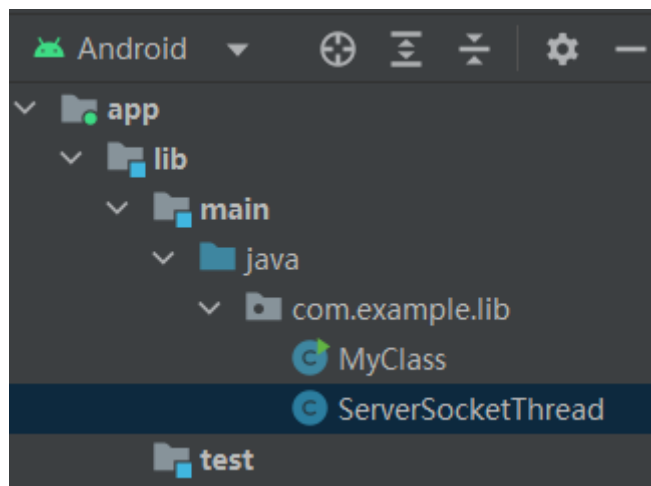 Android
app
lib
main
java
com.example.lib
MyClass
ServerSocketThread
test